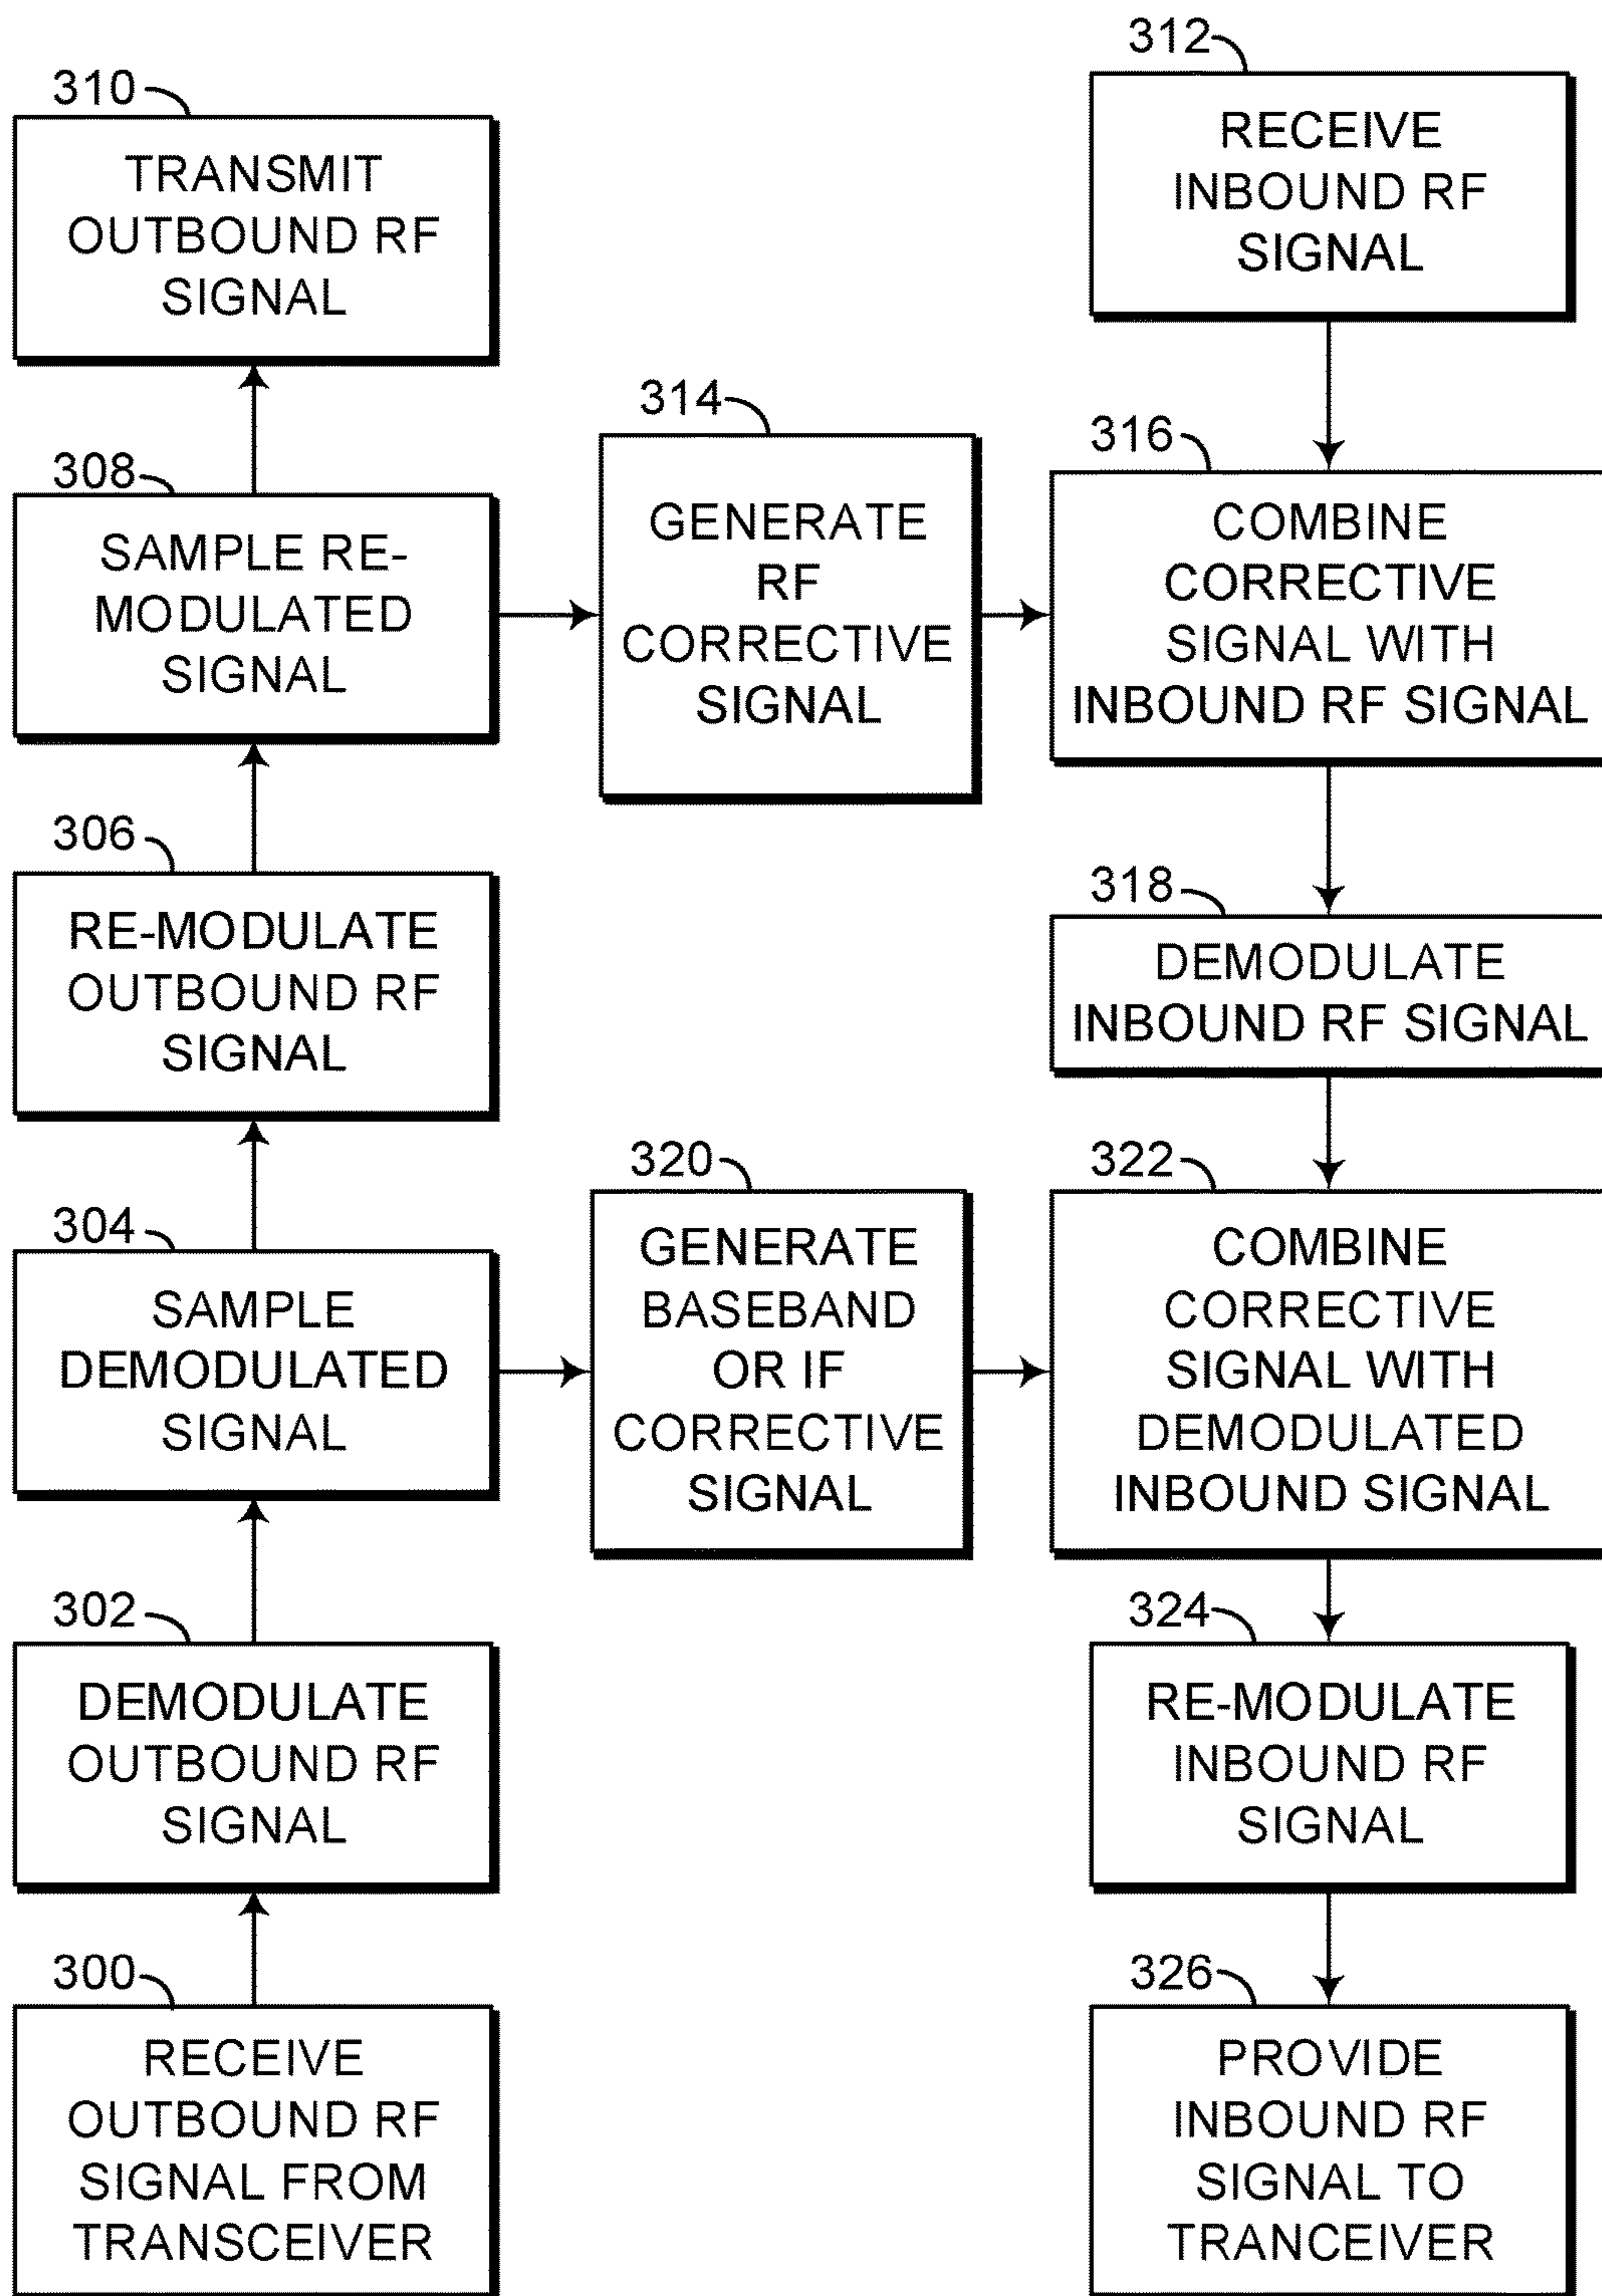 310
TRANSMIT
OUTBOUND RF
SIGNAL
308
SAMPLE RE-
MODULATED
SIGNAL
306
RE-MODULATE
OUTBOUND RF
SIGNAL
304
SAMPLE
DEMODULATED
SIGNAL
302
DEMODULATE
OUTBOUND RF
SIGNAL
300
RECEIVE
OUTBOUND RF
SIGNAL FROM
TRANSCEIVER
314
GENERATE
RF
CORRECTIVE
SIGNAL
320
GENERATE
BASEBAND
OR IF
CORRECTIVE
SIGNAL
312
RECEIVE
INBOUND RF
SIGNAL
316
COMBINE
CORRECTIVE
SIGNAL WITH
INBOUND RF SIGNAL
318
DEMODULATE
INBOUND RF SIGNAL
322
COMBINE
CORRECTIVE
SIGNAL WITH
DEMODULATED
INBOUND SIGNAL
324
RE-MODULATE
INBOUND RF
SIGNAL
326
PROVIDE
INBOUND RF
SIGNAL TO
TRANCEIVER